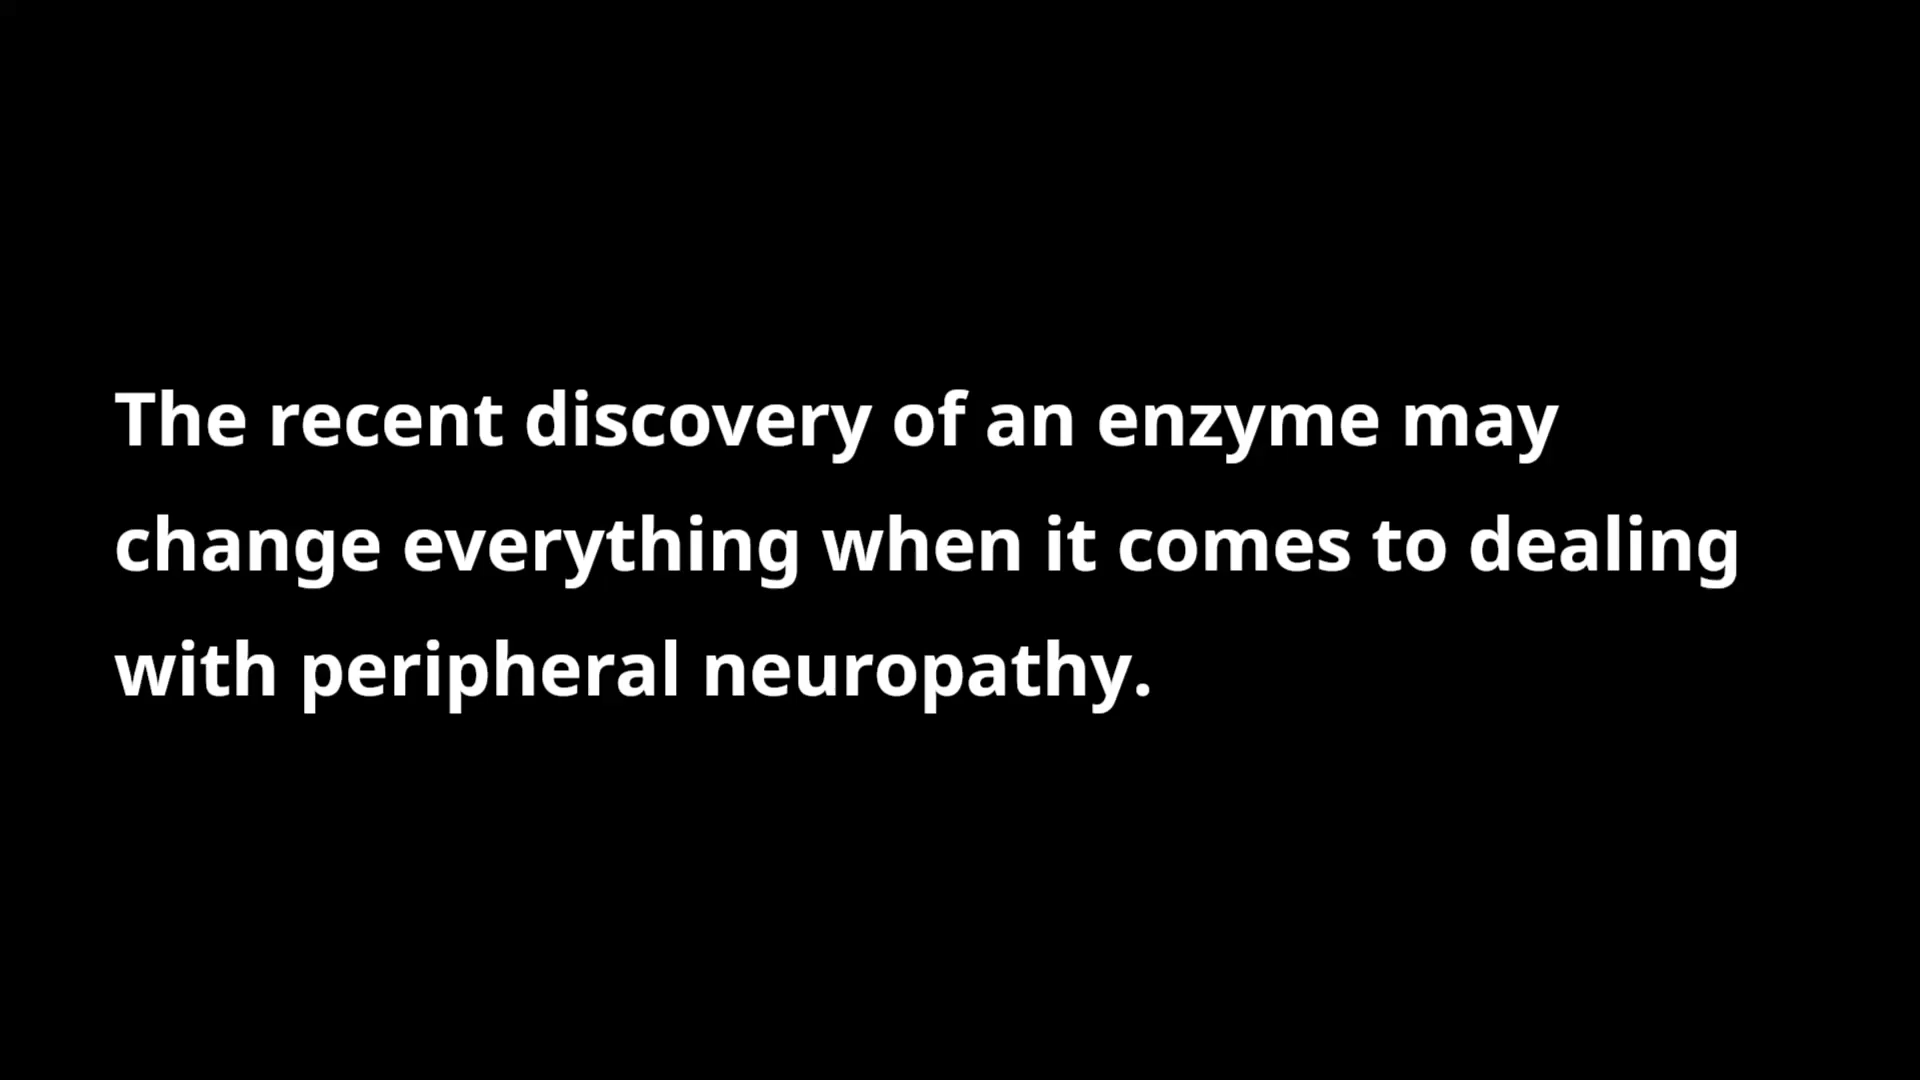 The recent discovery of an enzyme may
change everything when it comes to dealing
with peripheral neuropathy.